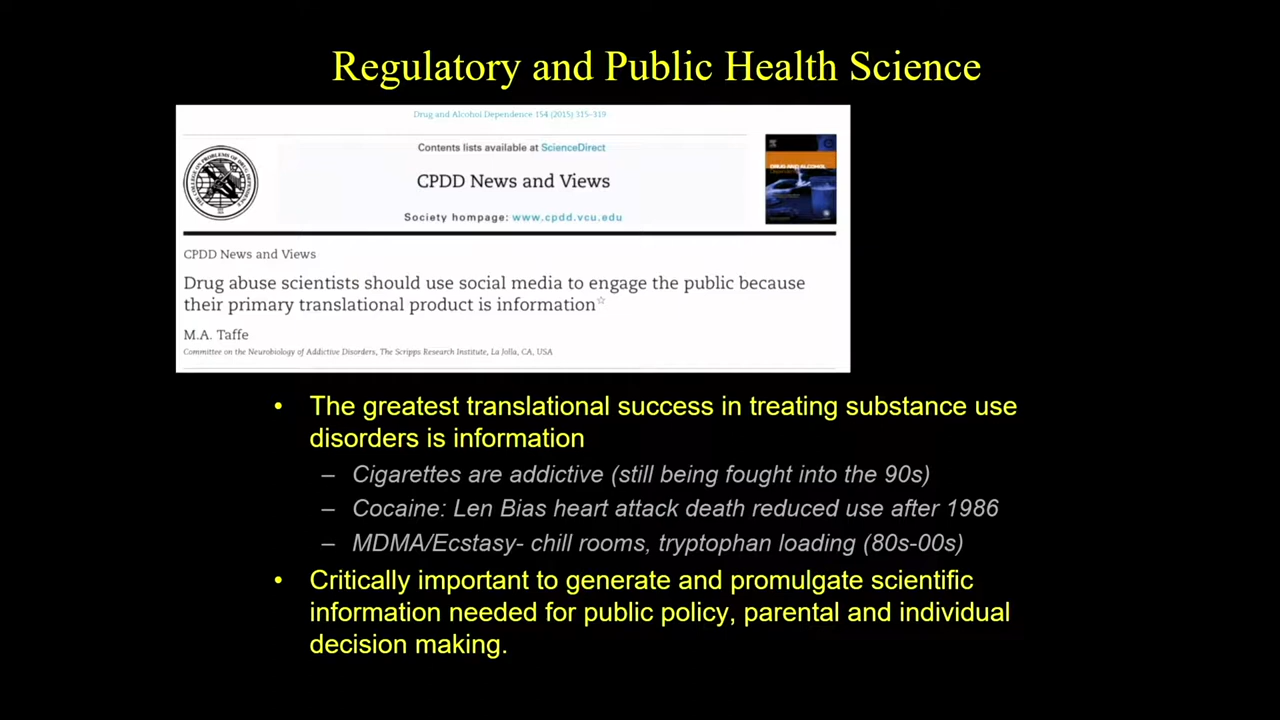 Regulatory and Public Health Science
Drug and Alcohol Dependence 154 (2015) 315–319
Contents lists available at ScienceDirect
CPDD News and Views
Society hompage: www.cpdd.vcu.edu
DRUG AND ALCOHOL
CPDD News and Views
Drug abuse scientists should use social media to engage the public because
their primary translational product is information☆
M.A. Taffe
Committee on the Neurobiology of Addictive Disorders, The Scripps Research Institute, La Jolla, CA, USA
• The greatest translational success in treating substance use
disorders is information
– Cigarettes are addictive (still being fought into the 90s)
– Cocaine: Len Bias heart attack death reduced use after 1986
– MDMA/Ecstasy- chill rooms, tryptophan loading (80s-00s)
• Critically important to generate and promulgate scientific
information needed for public policy, parental and individual
decision making.